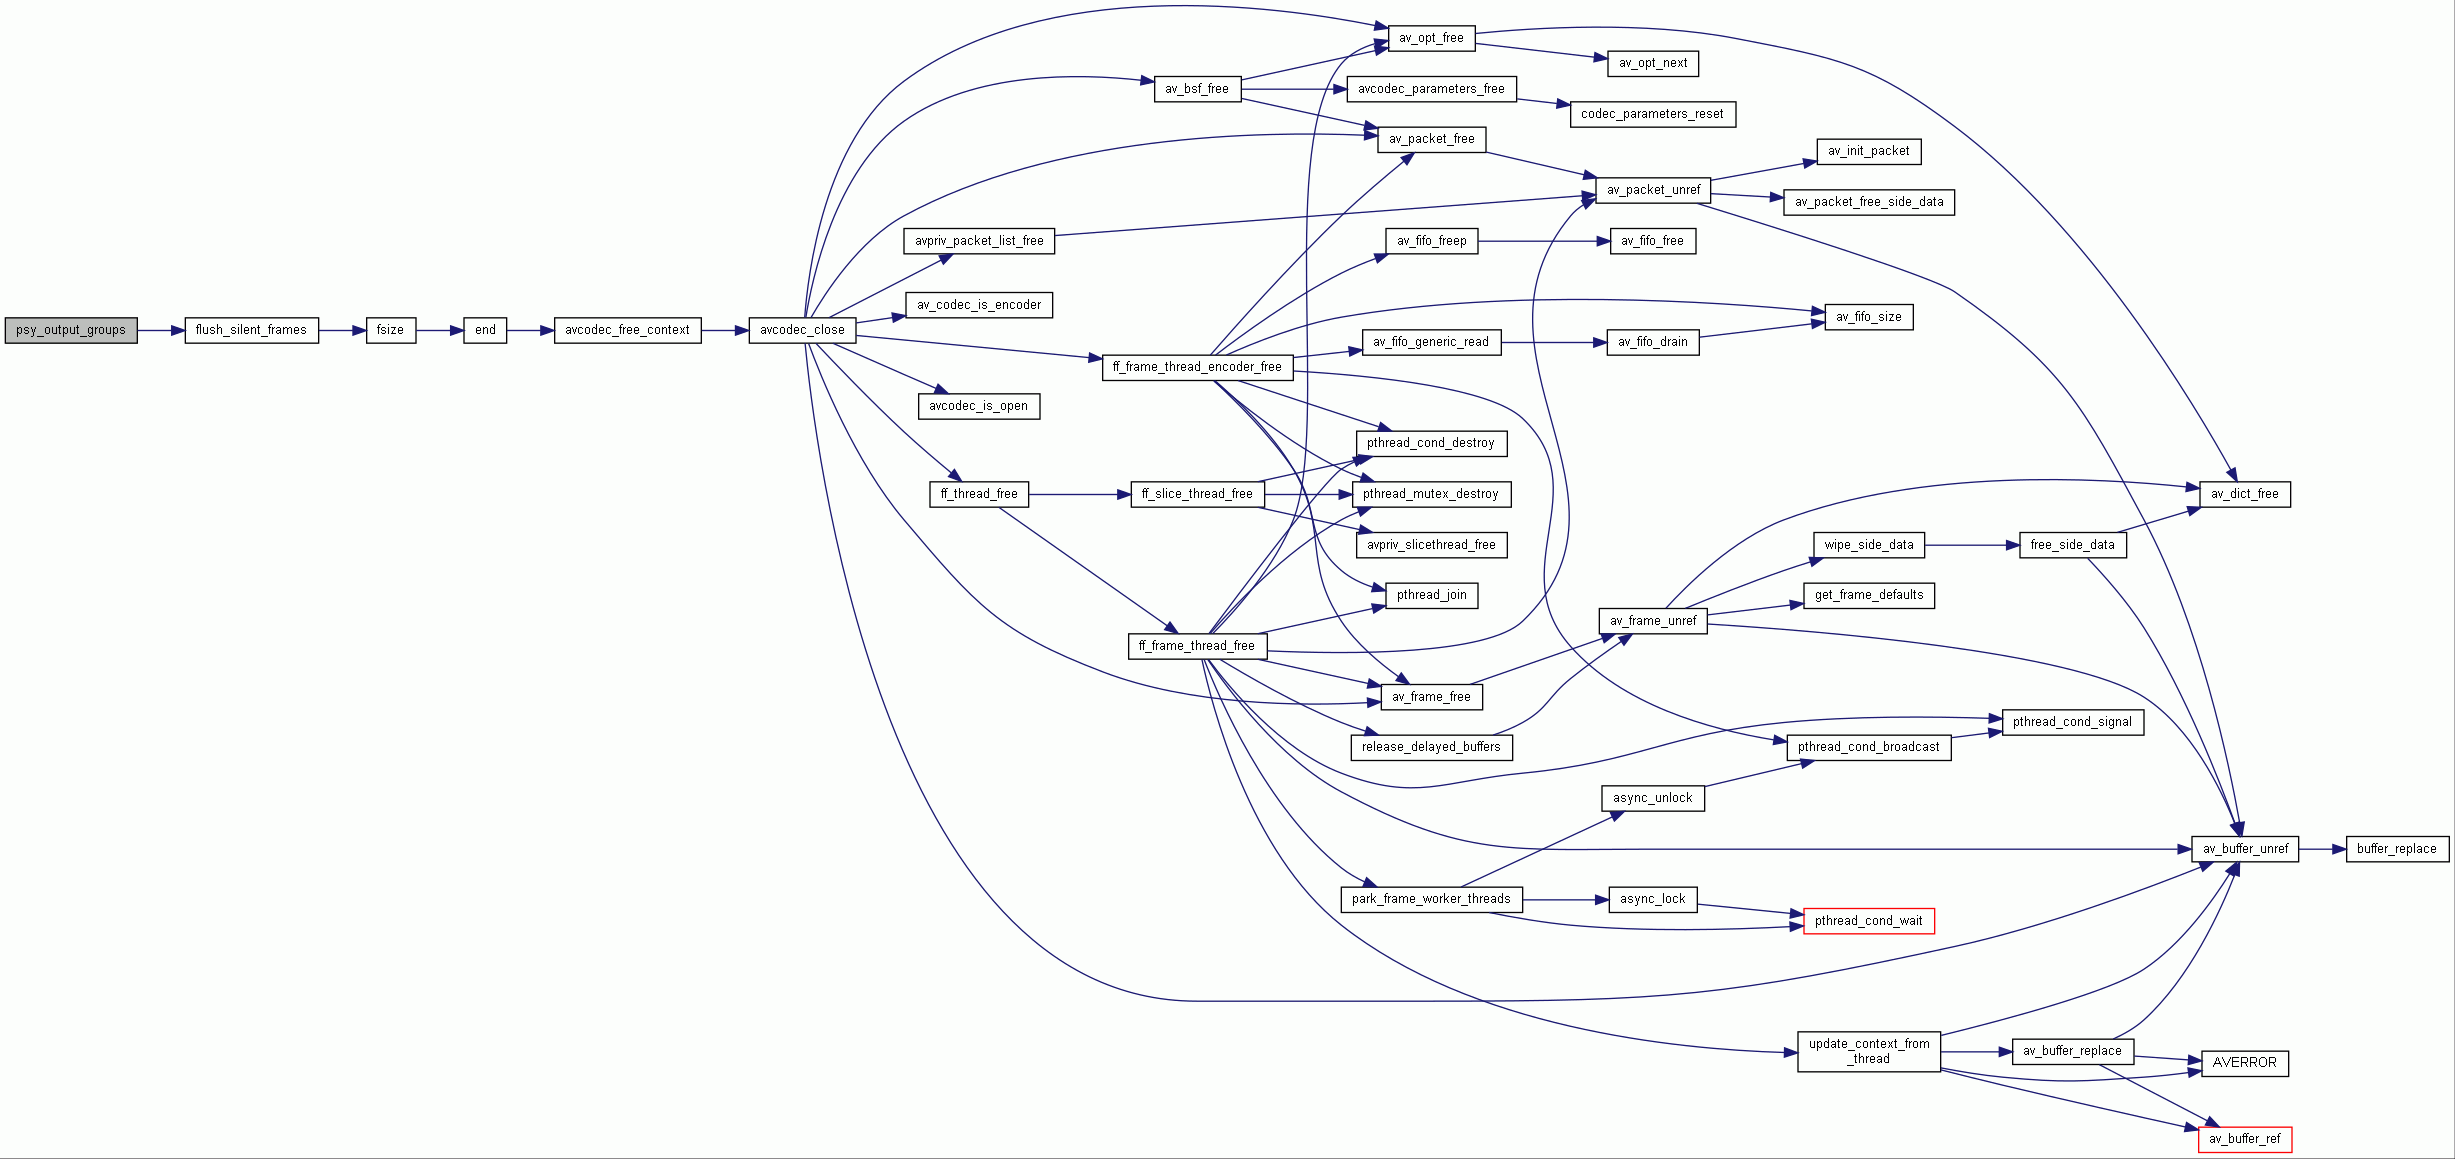 psy_output_groups
flush_silent_frames
fsize
end
avcodec_free_context
avcodec_close
av_opt_free
av_opt_next
av_bsf_free
avcodec_parameters_free
codec_parameters_reset
av_packet_free
av_init_packet
av_packet_unref
av_packet_free_side_data
avpriv_packet_list_free
av_fifo_freep
av_fifo_free
av_codec_is_encoder
av_fifo_size
ff_frame_thread_encoder_free
av_fifo_generic_read
av_fifo_drain
avcodec_is_open
pthread_cond_destroy
ff_thread_free
ff_slice_thread_free
pthread_mutex_destroy
av_dict_free
avpriv_slicethread_free
wipe_side_data
free_side_data
pthread_join
get_frame_defaults
av_frame_unref
ff_frame_thread_free
av_frame_free
pthread_cond_signal
release_delayed_buffers
pthread_cond_broadcast
async_unlock
av_buffer_unref
buffer_replace
park_frame_worker_threads
async_lock
pthread_cond_wait
update_context_from
_thread
av_buffer_replace
AVERROR
av_buffer_ref